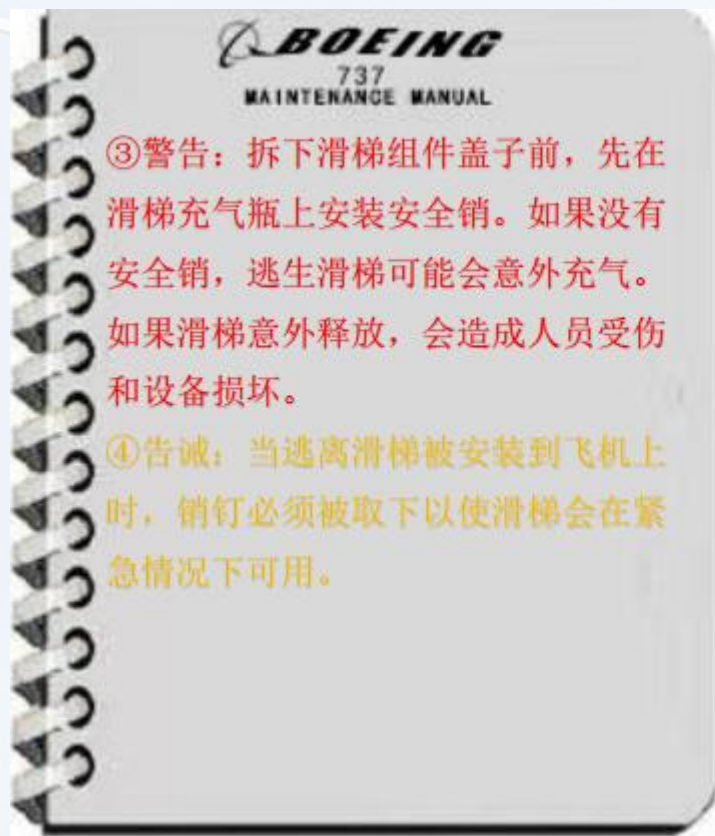 BOEING
737
MAINTENANCE MANUAL
③警告：拆下滑梯组件盖子前，先在
滑梯充气瓶上安装安全销。如果没有
安全销，逃生滑梯可能会意外充气。
如果滑梯意外释放，会造成人员受伤
和设备损坏。
④告诫：当逃离滑梯被安装到飞机上
时，销钉必须被取下以使滑梯会在紧
急情况下可用。